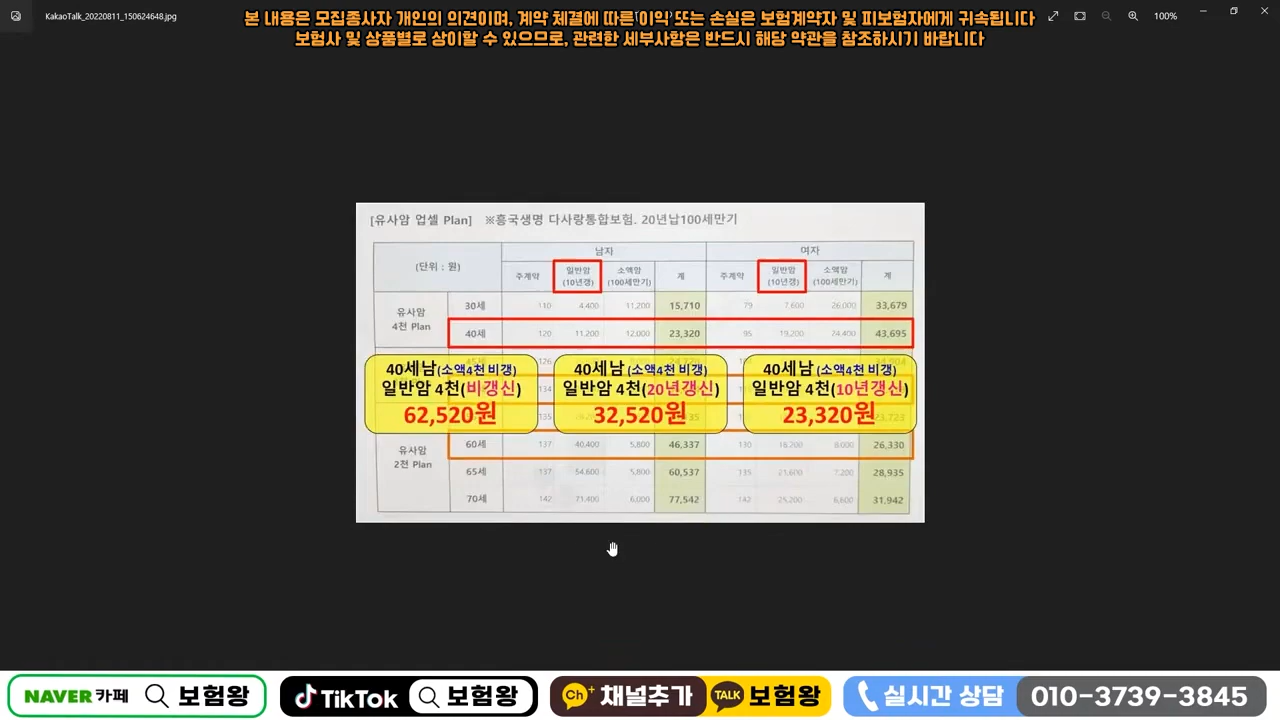 KakaoTalk_20220811_150624648.jpg
100%
본 내용은 모집종사자 개인의 의견이며, 계약 체결에 따른 이익 또는 손실은 보험계약자 및 피보험자에게 귀속됩니다
보험사 및 상품별로 상이할 수 있으므로, 관련한 세부사항은 반드시 해당 약관을 참조하시기 바랍니다
[유사암 업셀 Plan] ※흥국생명 다사랑통합보험. 20년납100세만기
(단위 : 원) 남자 여자
주계약 일반암 (10년갱) 소액암 (100세만기) 계 주계약 일반암 (10년갱) 소액암 (100세만기) 계
유사암 4천 Plan
30세 110 4,400 11,200 15,710 79 7,600 26,000 33,679
40세 120 11,200 12,000 23,320 95 19,200 24,400 43,695
40세남(소액4천 비갱)
일반암 4천(비갱신)
62,520원
40세남(소액4천 비갱)
일반암 4천(20년갱신)
32,520원
40세남(소액4천 비갱)
일반암 4천(10년갱신)
23,320원
유사암 2천 Plan
60세 137 40,400 5,800 46,337 130 18,200 8,000 26,330
65세 137 54,600 5,800 60,537 135 21,600 7,200 28,935
70세 142 71,400 6,000 77,542 142 25,200 6,600 31,942
NAVER 카페 보험왕
TikTok 보험왕
Ch+ 채널추가 TALK 보험왕
실시간 상담 010-3739-3845